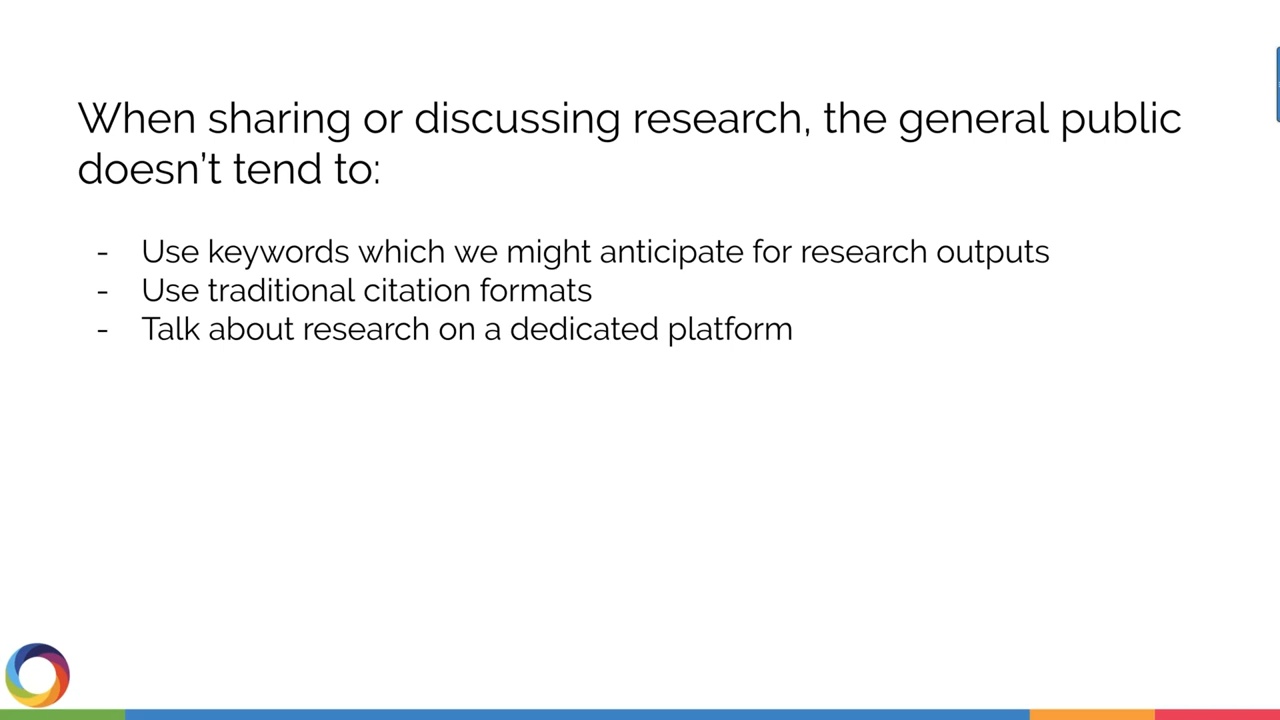 When sharing or discussing research, the general public
doesn’t tend to:
- Use keywords which we might anticipate for research outputs
- Use traditional citation formats
- Talk about research on a dedicated platform